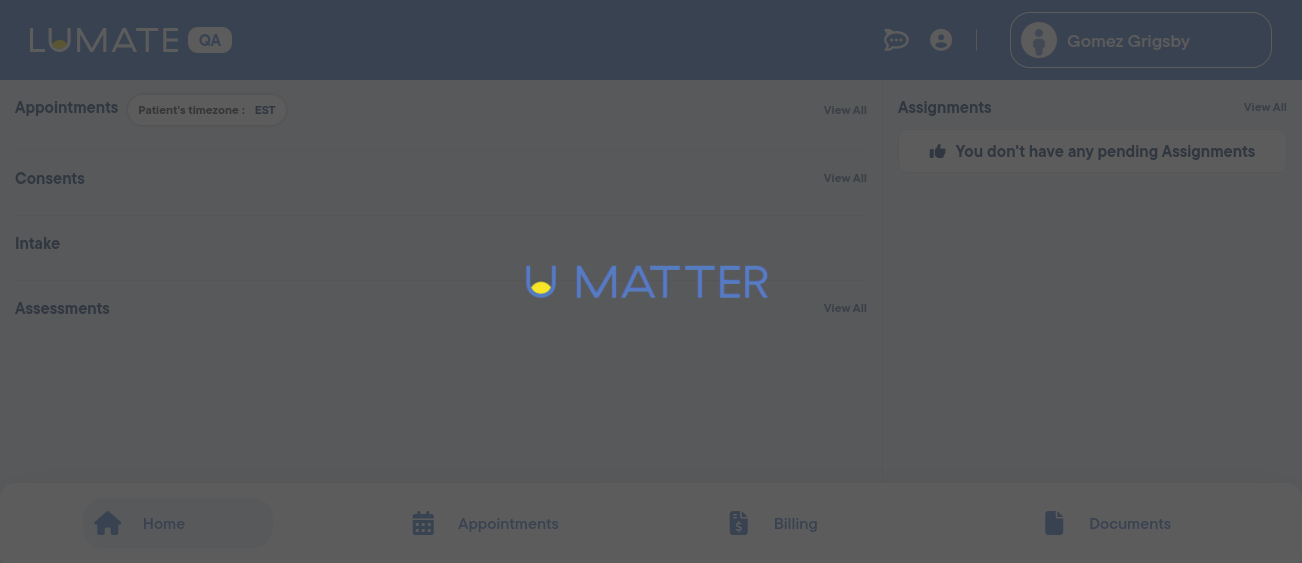 LUMATE QA
Gomez Grigsby
Appointments Patient's timezone : EST View All
Consents View All
Intake
Assessments View All
Assignments View All
You don't have any pending Assignments
U MATTER
Home Appointments Billing Documents